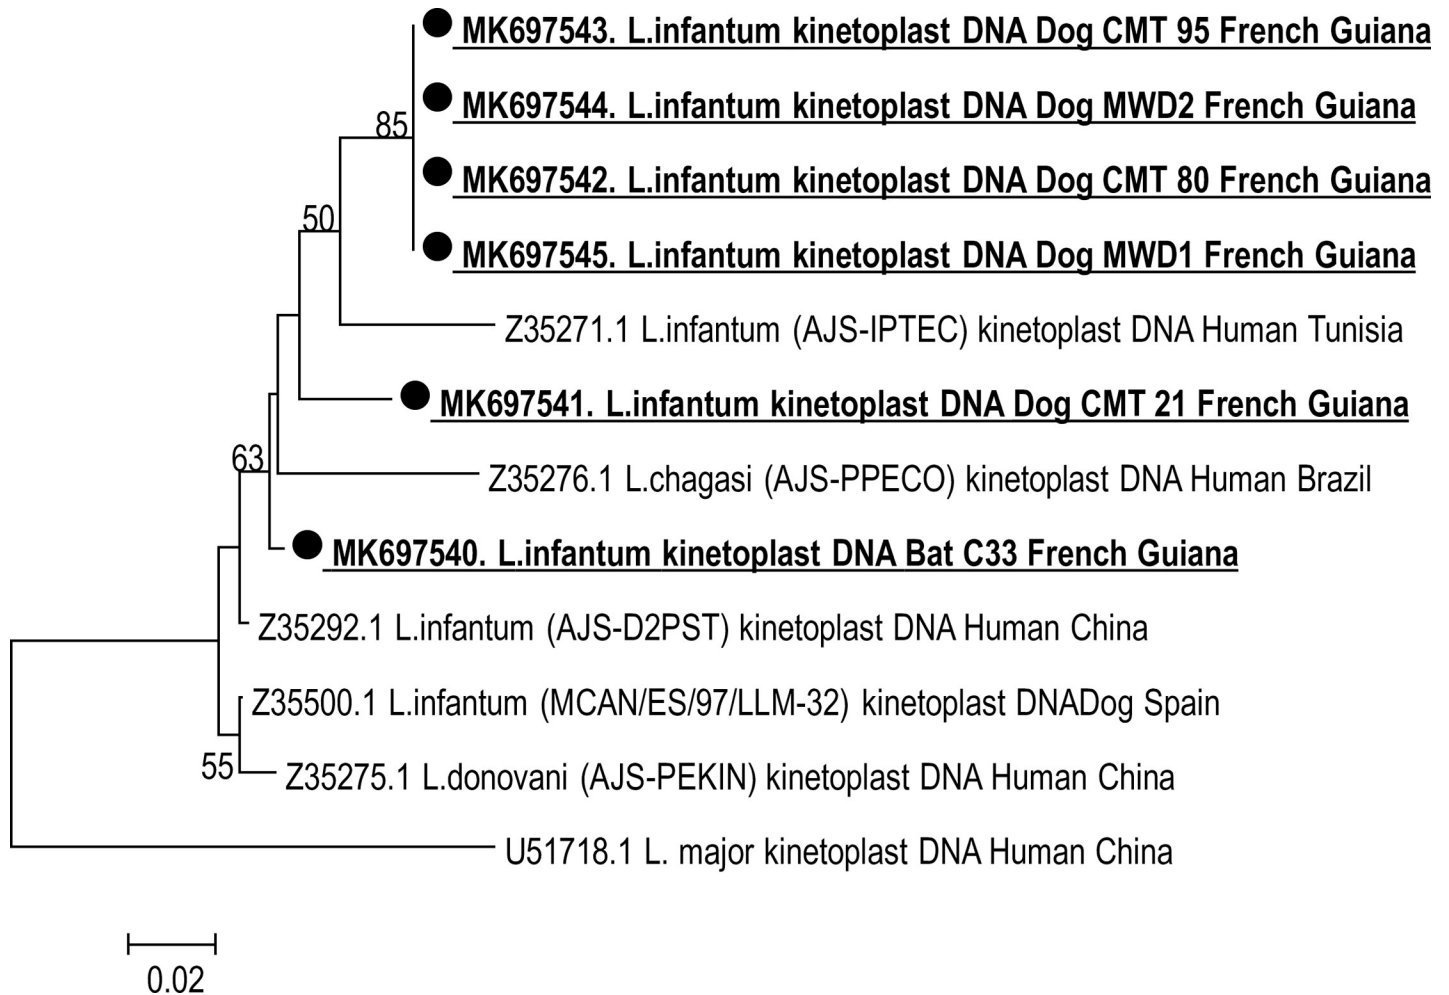 MK697543. L.infantum kinetoplast DNA Dog CMT 95 French Guiana
MK697544. L.infantum kinetoplast DNA Dog MWD2 French Guiana
85
MK697542. L.infantum kinetoplast DNA Dog CMT 80 French Guiana
50
MK697545. L.infantum kinetoplast DNA Dog MWD1 French Guiana
Z35271.1 L.infantum (AJS-IPTEC) kinetoplast DNA Human Tunisia
MK697541. L.infantum kinetoplast DNA Dog CMT 21 French Guiana
63
Z35276.1 L.chagasi (AJS-PPECO) kinetoplast DNA Human Brazil
MK697540. L.infantum kinetoplast DNA Bat C33 French Guiana
Z35292.1 L.infantum (AJS-D2PST) kinetoplast DNA Human China
Z35500.1 L.infantum (MCAN/ES/97/LLM-32) kinetoplast DNADog Spain
55
Z35275.1 L.donovani (AJS-PEKIN) kinetoplast DNA Human China
U51718.1 L. major kinetoplast DNA Human China
0.02